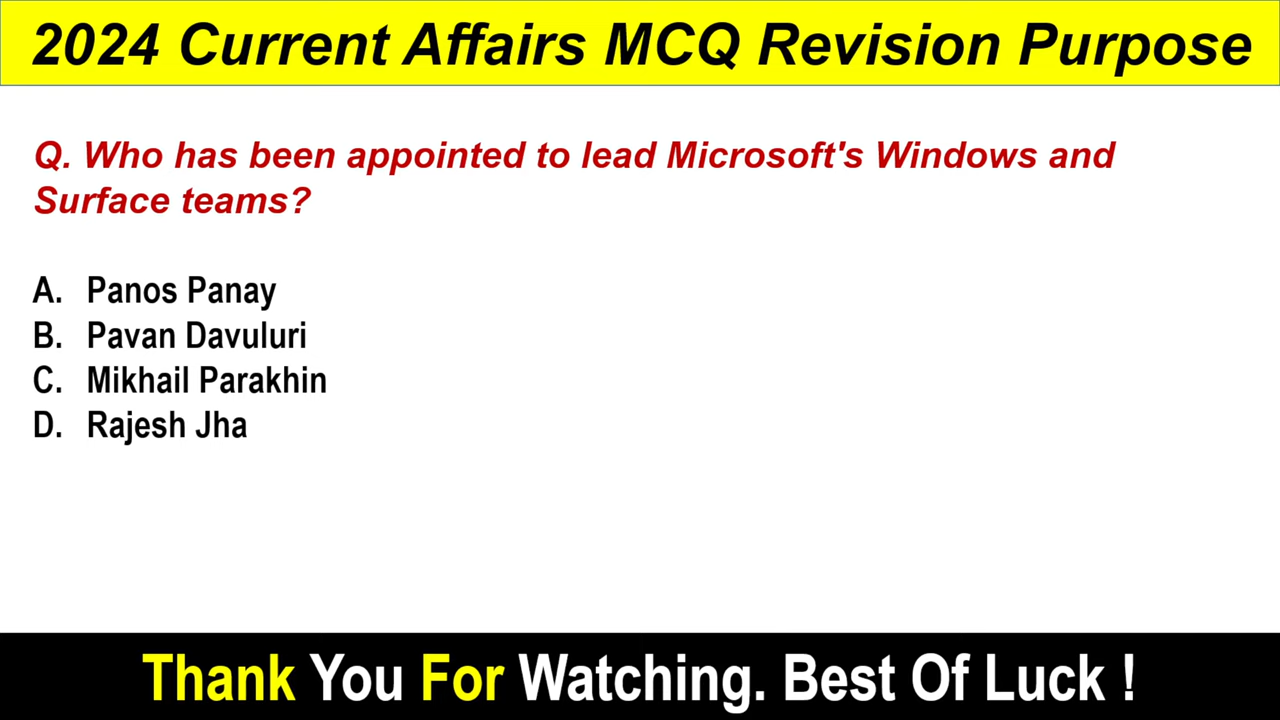 2024 Current Affairs MCQ Revision Purpose
Q. Who has been appointed to lead Microsoft's Windows and
Surface teams?
A. Panos Panay
B. Pavan Davuluri
C. Mikhail Parakhin
D. Rajesh Jha
Thank You For Watching. Best Of Luck !